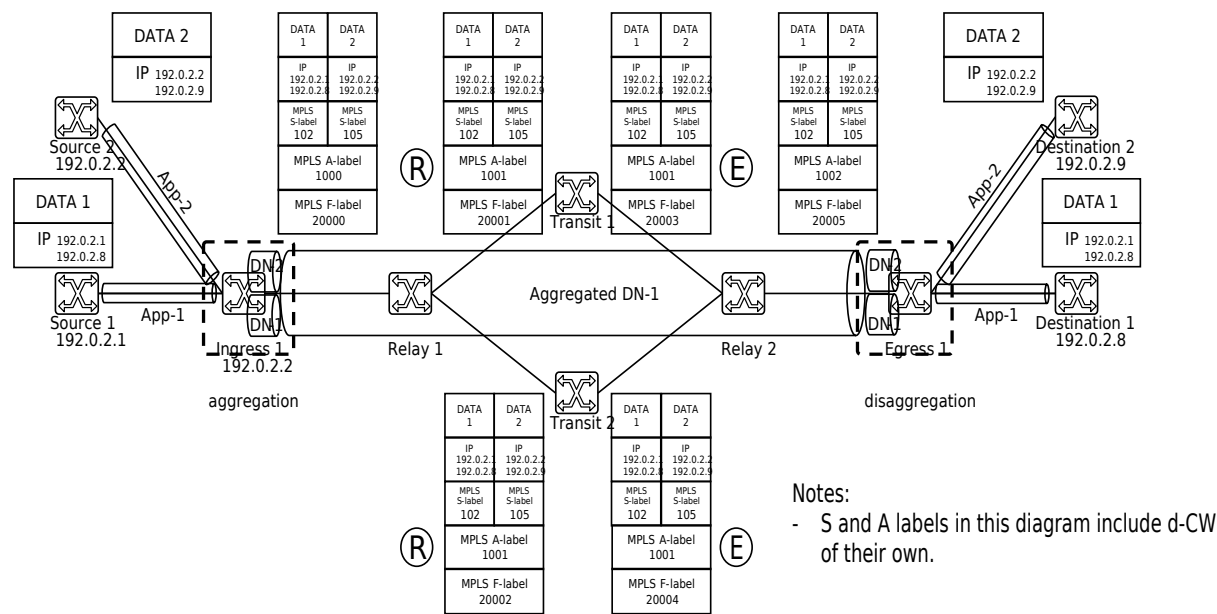 DATA 2
IP 192.0.2.2
192.0.2.9
DATA 1
DATA 2
IP 192.0.2.1 192.0.2.8
IP 192.0.2.2 192.0.2.9
MPLS S-label 102
MPLS S-label 105
MPLS A-label
1000
MPLS F-label
20000
R
DATA 1
DATA 2
IP 192.0.2.1 192.0.2.8
IP 192.0.2.2 192.0.2.9
MPLS S-label 102
MPLS S-label 105
MPLS A-label
1001
MPLS F-label
20001
DATA 1
DATA 2
IP 192.0.2.1 192.0.2.8
IP 192.0.2.2 192.0.2.9
MPLS S-label 102
MPLS S-label 105
MPLS A-label
1001
MPLS F-label
20003
E
DATA 1
DATA 2
IP 192.0.2.1 192.0.2.8
IP 192.0.2.2 192.0.2.9
MPLS S-label 102
MPLS S-label 105
MPLS A-label
1002
MPLS F-label
20005
DATA 2
IP 192.0.2.2
192.0.2.9
Source 2
192.0.2.2
App-2
Transit 1
App-2
Destination 2
192.0.2.9
DATA 1
IP 192.0.2.1
192.0.2.8
DATA 1
IP 192.0.2.1
192.0.2.8
DN-2
DN-1
Aggregated DN-1
DN-2
DN-1
Source 1
192.0.2.1
App-1
Ingress 1
192.0.2.2
Relay 1
Relay 2
Egress 1
App-1
Destination 1
192.0.2.8
aggregation
disaggregation
Transit 2
R
DATA 1
DATA 2
IP 192.0.2.1 192.0.2.8
IP 192.0.2.2 192.0.2.9
MPLS S-label 102
MPLS S-label 105
MPLS A-label
1001
MPLS F-label
20002
DATA 1
DATA 2
IP 192.0.2.1 192.0.2.8
IP 192.0.2.2 192.0.2.9
MPLS S-label 102
MPLS S-label 105
MPLS A-label
1001
MPLS F-label
20004
E
Notes:
- S and A labels in this diagram include d-CW
of their own.